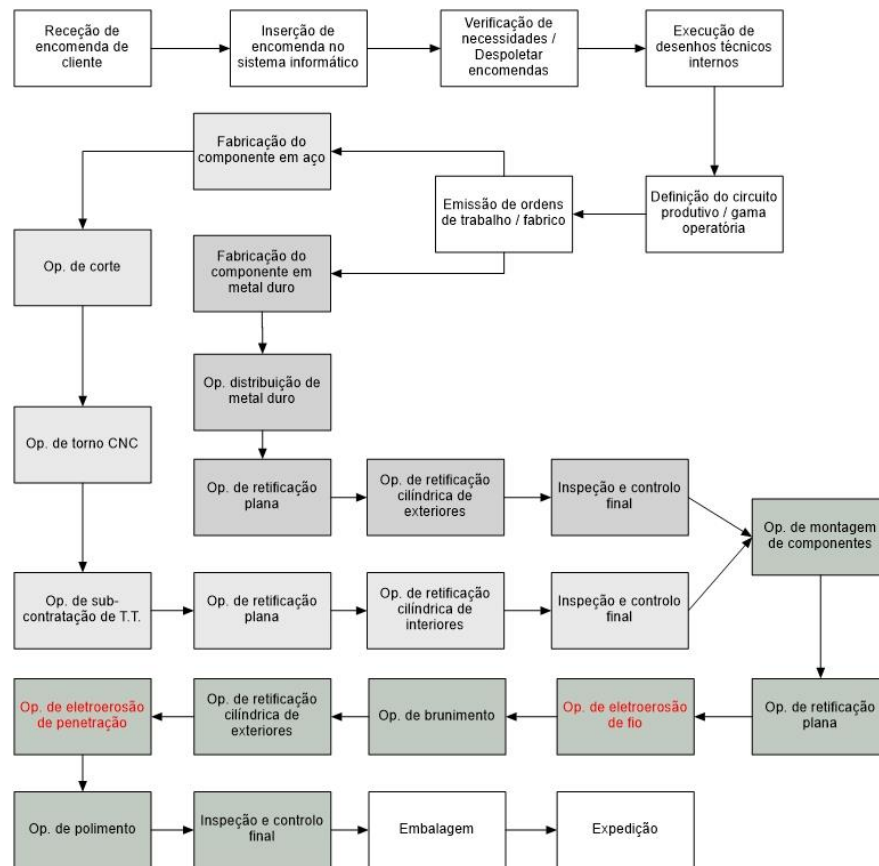 Receção de
encomenda de
cliente
Inserção de
encomenda no
sistema informático
Verificação de
necessidades /
Despoletar
encomendas
Execução de
desenhos técnicos
internos
Fabricação do
componente em aço
Emissão de ordens
de trabalho / fabrico
Definição do circuito
produtivo / gama
operatória
Op. de corte
Fabricação do
componente em
metal duro
Op. distribuição de
metal duro
Op. de torno CNC
Op. de retificação
plana
Op. de retificação
cilíndrica de
exteriores
Inspeção e controlo
final
Op. de montagem
de componentes
Op. de sub-
contratação de T.T.
Op. de retificação
plana
Op. de retificação
cilíndrica de
interiores
Inspeção e controlo
final
Op. de eletroerosão
de penetração
Op. de retificação
cilíndrica de
exteriores
Op. de brunimento
Op. de eletroerosão
de fio
Op. de retificação
plana
Op. de polimento
Inspeção e controlo
final
Embalagem
Expedição